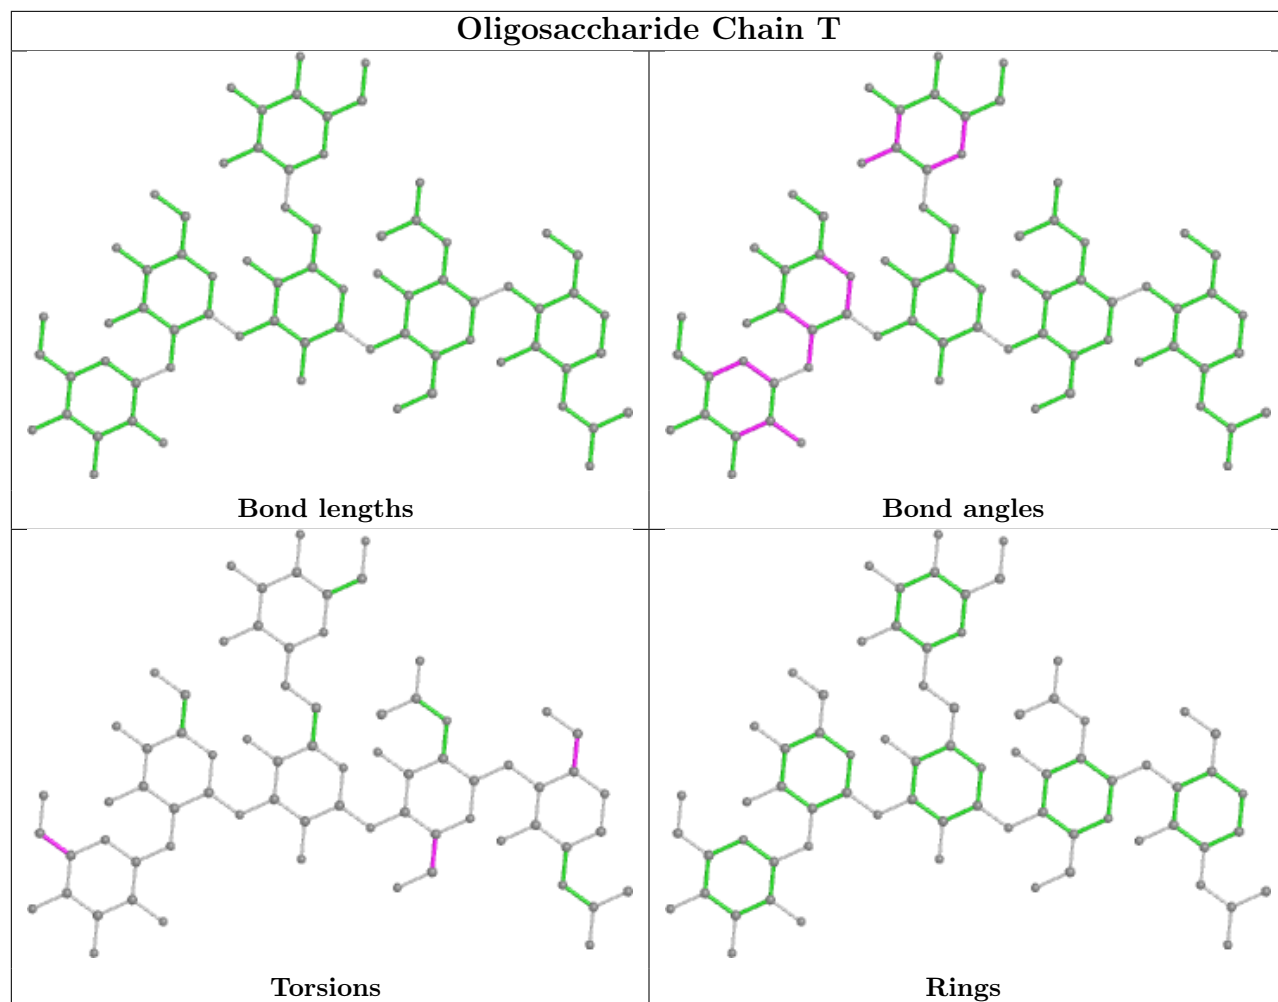 Oligosaccharide Chain T
Bond lengths
Bond angles
Torsions
Rings